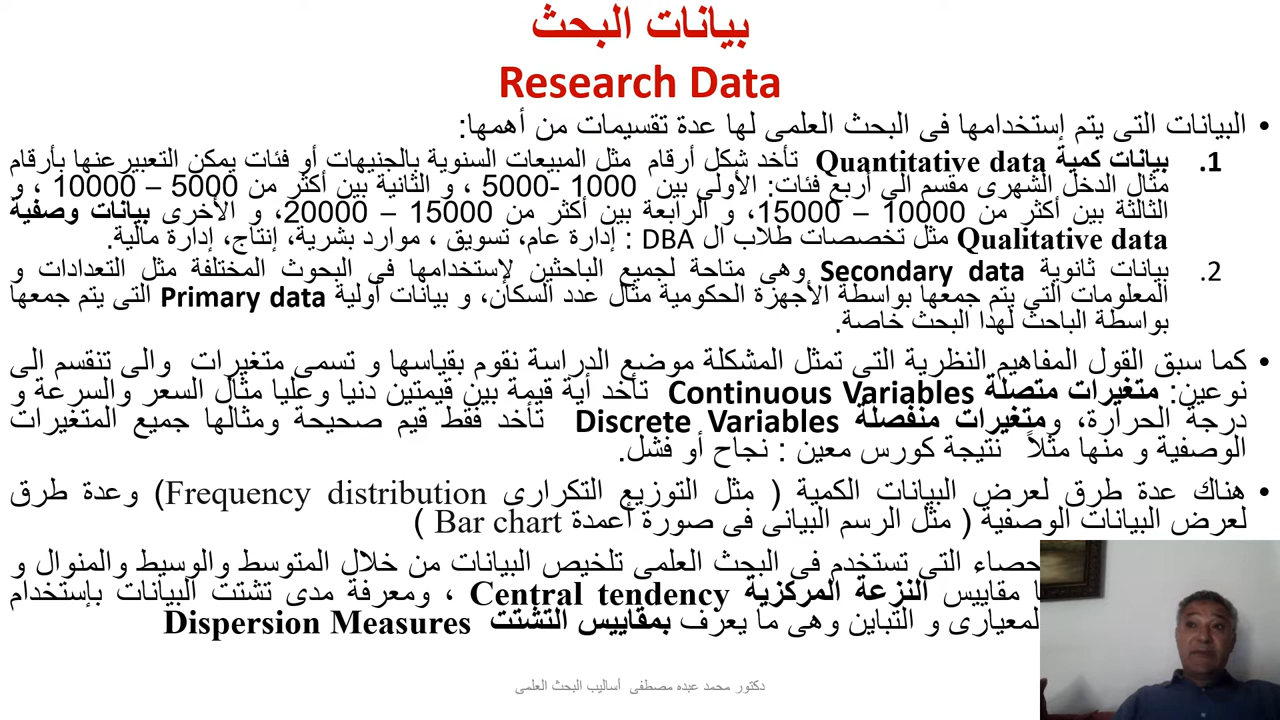 بيانات البحث
Research Data
• البيانات التى يتم إستخدامها فى البحث العلمى لها عدة تقسيمات من أهمها:
1. بيانات كمية Quantitative data تأخد شكل أرقام مثل المبيعات السنوية بالجنيهات أو فئات يمكن التعبيرعنها بأرقام
مثال الدخل الشهرى مقسم الى أربع فئات: الأولى بين 1000 -5000 ، و الثانية بين أكثر من 5000 – 10000 ، و
الثالثة بين أكثر من 10000 – 15000، و الرابعة بين أكثر من 15000 – 20000، و الأخرى بيانات وصفية
Qualitative data مثل تخصصات طلاب ال DBA : إدارة عام، تسويق ، موارد بشرية، إنتاج، إدارة مالية.
2. بيانات ثانوية Secondary data وهى متاحة لجميع الباحثين لإستخدامها فى البحوث المختلفة مثل التعدادات و
المعلومات التى يتم جمعها بواسطة الأجهزة الحكومية مثال عدد السكان، و بيانات أولية Primary data التى يتم جمعها
بواسطة الباحث لهذا البحث خاصة.
• كما سبق القول المفاهيم النظرية التى تمثل المشكلة موضع الدراسة نقوم بقياسها و تسمى متغيرات والى تنقسم الى
نوعين: متغيرات متصلة Continuous Variables تأخد أية قيمة بين قيمتين دنيا وعليا مثال السعر والسرعة و
درجة الحرارة، ومتغيرات منفصلة Discrete Variables تأخد فقط قيم صحيحة ومثالها جميع المتغيرات
الوصفية و منها مثلاً نتيجة كورس معين : نجاح أو فشل.
• هناك عدة طرق لعرض البيانات الكمية ( مثل التوزيع التكرارى Frequency distribution) وعدة طرق
لعرض البيانات الوصفية ( مثل الرسم البيانى فى صورة أعمدة Bar chart )
حصاء التى تستخدم فى البحث العلمى تلخيص البيانات من خلال المتوسط والوسيط والمنوال و
ا مقاييس النزعة المركزية Central tendency ، ومعرفة مدى تشتت البيانات بإستخدام
لمعيارى و التباين وهى ما يعرف بمقاييس التشتت Dispersion Measures
دكتور محمد عبده مصطفى أساليب البحث العلمى